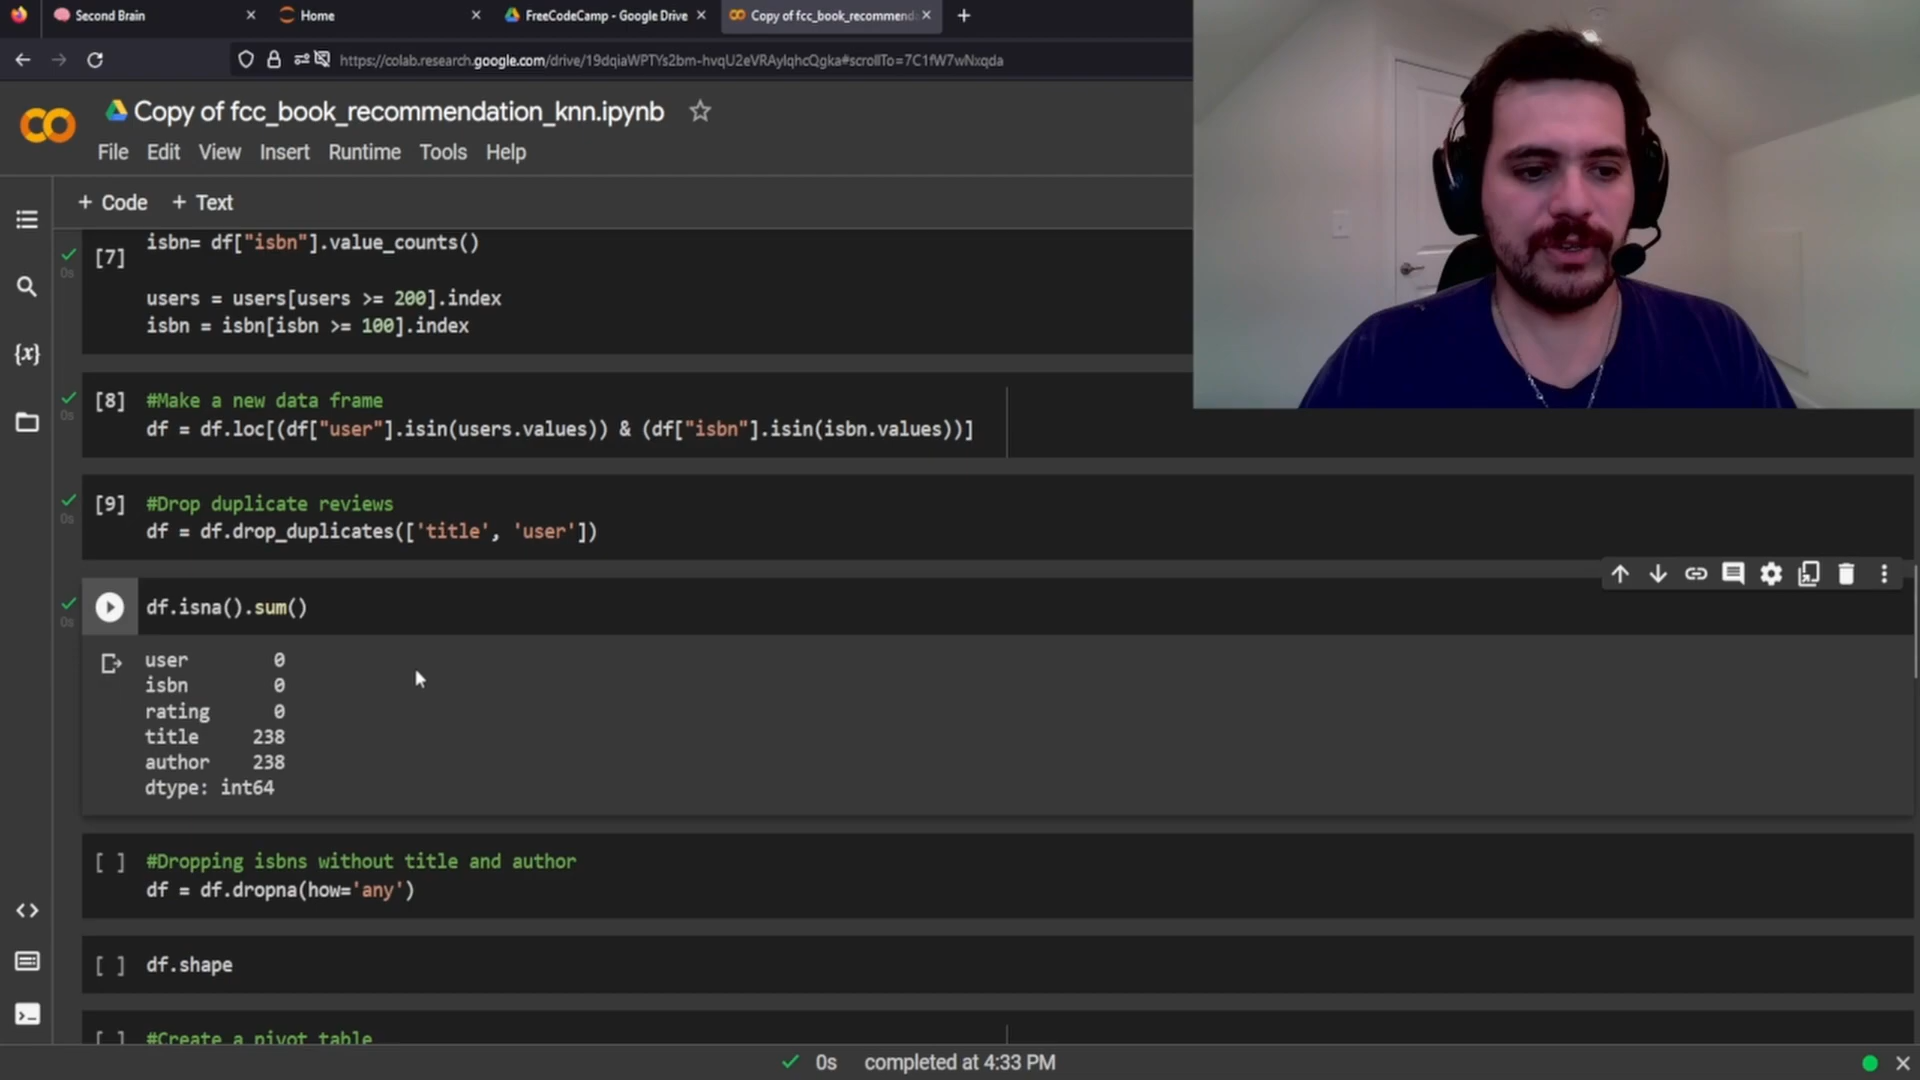 Second Brain
Home
FreeCodeCamp - Google Drive
Copy of fcc_book_recommend
https://colab.research.google.com/drive/19dqiaWPTYs2bm-hvqU2eVRAylqhcQgka#scrollTo=7C1fW7wNxqda
Copy of fcc_book_recommendation_knn.ipynb
File Edit View Insert Runtime Tools Help
+ Code + Text
[7]
0s
isbn= df["isbn"].value_counts()
users = users[users >= 200].index
isbn = isbn[isbn >= 100].index
[8]
0s
#Make a new data frame
df = df.loc[(df["user"].isin(users.values)) & (df["isbn"].isin(isbn.values))]
[9]
0s
#Drop duplicate reviews
df = df.drop_duplicates(['title', 'user'])
0s
df.isna().sum()
user 0
isbn 0
rating 0
title 238
author 238
dtype: int64
[ ] #Dropping isbns without title and author
df = df.dropna(how='any')
[ ] df.shape
[ ] #Create a pivot table
0s completed at 4:33 PM